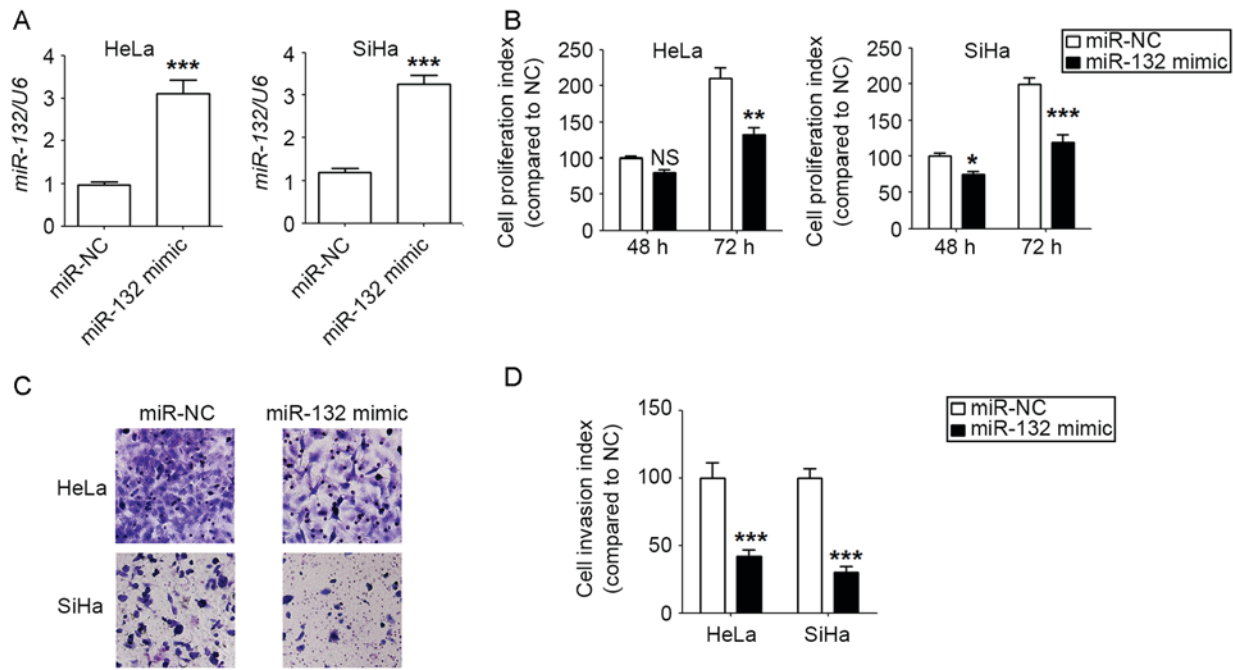 A
HeLa
miR-132/U6
4
3
2
1
0
***
miR-NC
miR-132 mimic
SiHa
miR-132/U6
4
3
2
1
0
***
miR-NC
miR-132 mimic
B
HeLa
Cell proliferation index
(compared to NC)
250
200
150
100
50
0
NS
**
48 h
72 h
SiHa
Cell proliferation index
(compared to NC)
250
200
150
100
50
0
*
***
48 h
72 h
miR-NC
miR-132 mimic
C
miR-NC
miR-132 mimic
HeLa
SiHa
D
Cell invasion index
(compared to NC)
150
100
50
0
***
***
HeLa
SiHa
miR-NC
miR-132 mimic